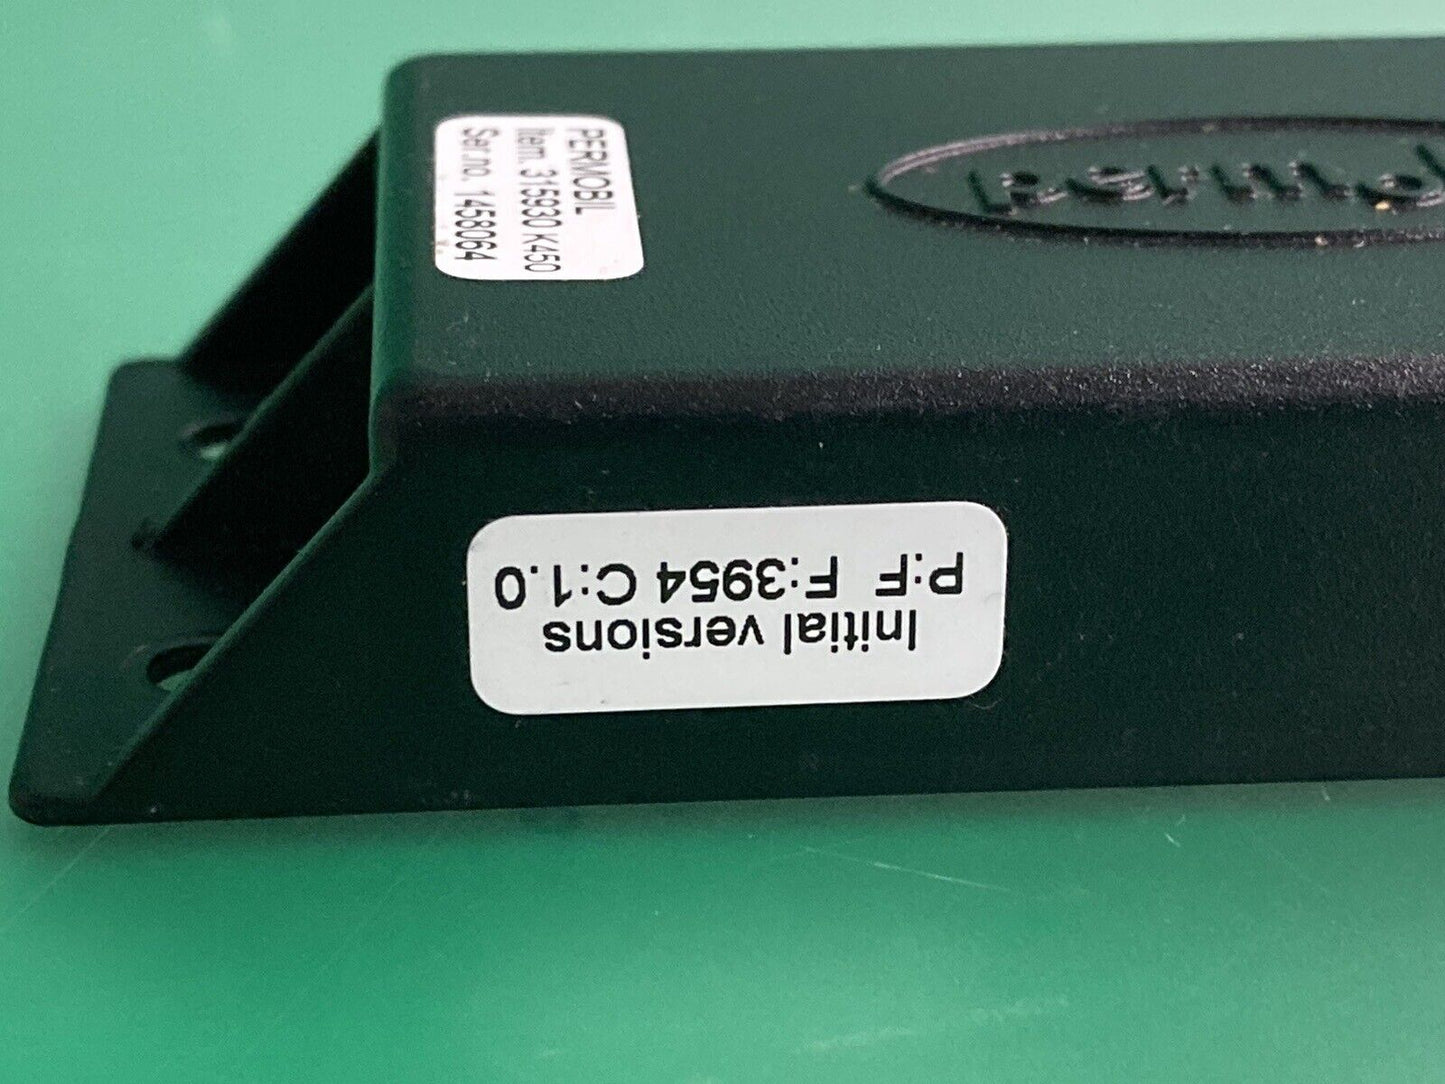 PERMOBIL
Item. 315930 K450
Ser.no. 1458064
Initial versions
P:F F:3954 C:1.0